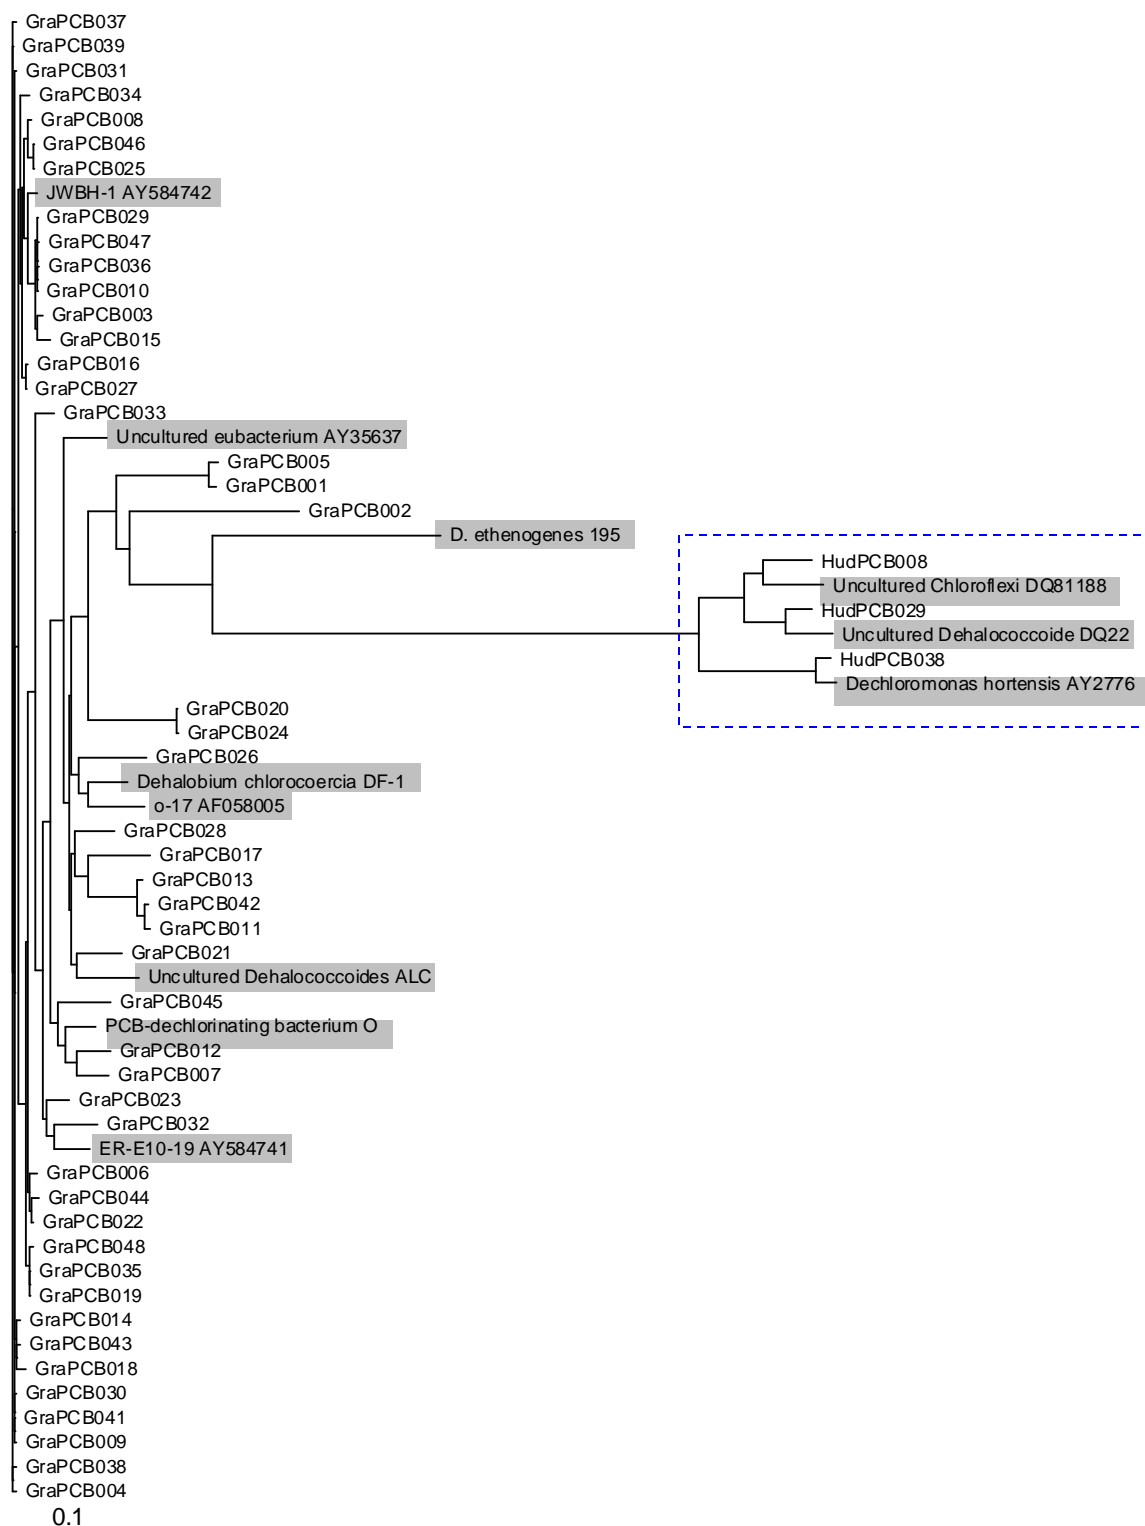 GraPCB037
GraPCB039
GraPCB031
GraPCB034
GraPCB008
GraPCB046
GraPCB025
JWBH-1 AY584742
GraPCB029
GraPCB047
GraPCB036
GraPCB010
GraPCB003
GraPCB015
GraPCB016
GraPCB027
GraPCB033
Uncultured eubacterium AY35637
GraPCB005
GraPCB001
GraPCB002
D. ethenogenes 195
HudPCB008
Uncultured Chloroflexi DQ81188
HudPCB029
Uncultured Dehalococcoide DQ22
HudPCB038
Dechloromonas hortensis AY2776
GraPCB020
GraPCB024
GraPCB026
Dehalobium chlorocoercia DF-1
o-17 AF058005
GraPCB028
GraPCB017
GraPCB013
GraPCB042
GraPCB011
GraPCB021
Uncultured Dehalococcoides ALC
GraPCB045
PCB-dechlorinating bacterium O
GraPCB012
GraPCB007
GraPCB023
GraPCB032
ER-E10-19 AY584741
GraPCB006
GraPCB044
GraPCB022
GraPCB048
GraPCB035
GraPCB019
GraPCB014
GraPCB043
GraPCB018
GraPCB030
GraPCB041
GraPCB009
GraPCB038
GraPCB004
0.1